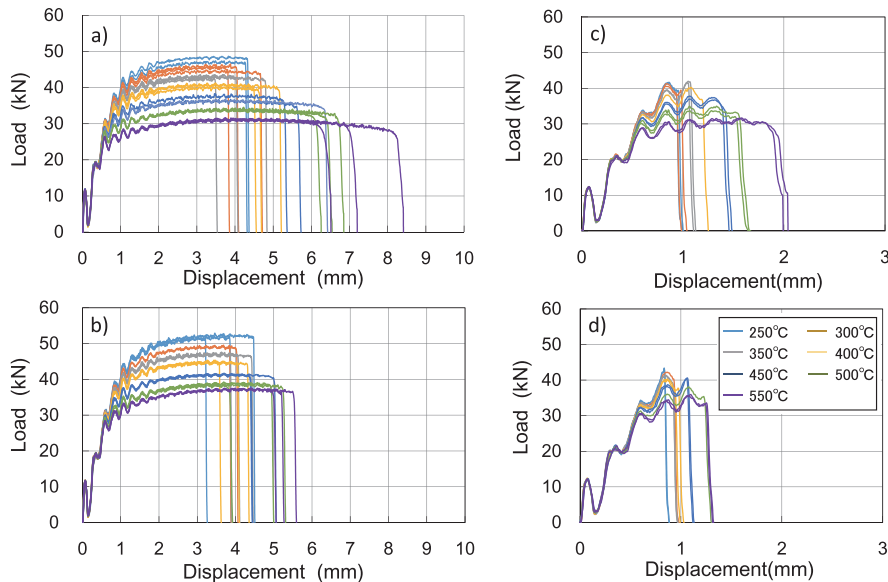 a)
60
50
40
30
20
10
0
Load (kN)
0 1 2 3 4 5 6 7 8 9 10
Displacement (mm)
c)
60
50
40
30
20
10
0
Load (kN)
0 1 2 3
Displacement(mm)
b)
60
50
40
30
20
10
0
Load (kN)
0 1 2 3 4 5 6 7 8 9 10
Displacement (mm)
d)
60
50
40
30
20
10
0
Load (kN)
250°C 300°C
350°C 400°C
450°C 500°C
550°C
0 1 2 3
Displacement(mm)